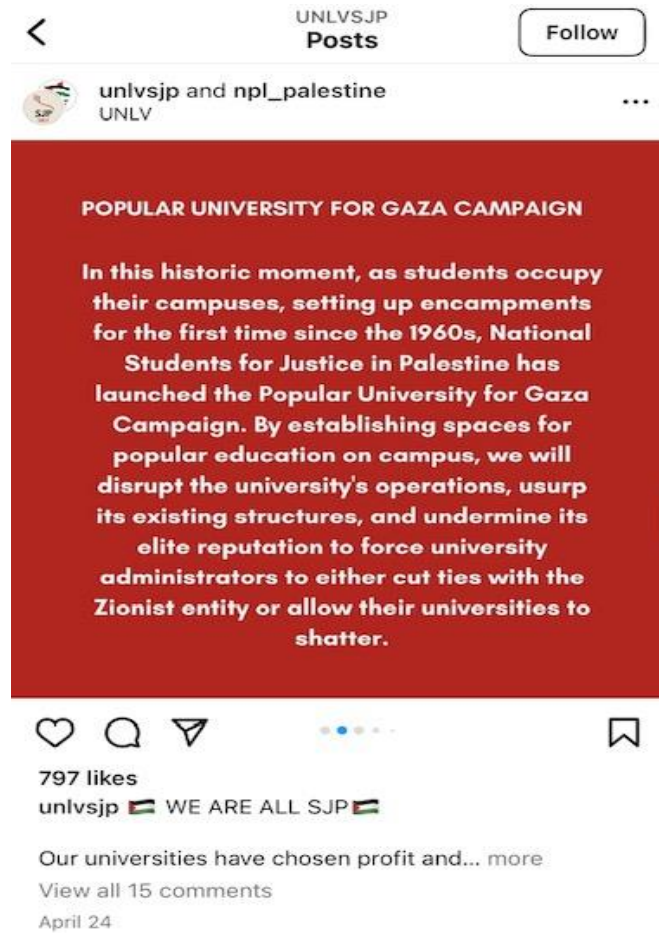 UNLVSJP
Posts
Follow
unlvsjp and npl_palestine
UNLV
SJP
POPULAR UNIVERSITY FOR GAZA CAMPAIGN
In this historic moment, as students occupy
their campuses, setting up encampments
for the first time since the 1960s, National
Students for Justice in Palestine has
launched the Popular University for Gaza
Campaign. By establishing spaces for
popular education on campus, we will
disrupt the university's operations, usurp
its existing structures, and undermine its
elite reputation to force university
administrators to either cut ties with the
Zionist entity or allow their universities to
shatter.
797 likes
unlvsjp 🇵🇸 WE ARE ALL SJP🇵🇸
Our universities have chosen profit and... more
View all 15 comments
April 24